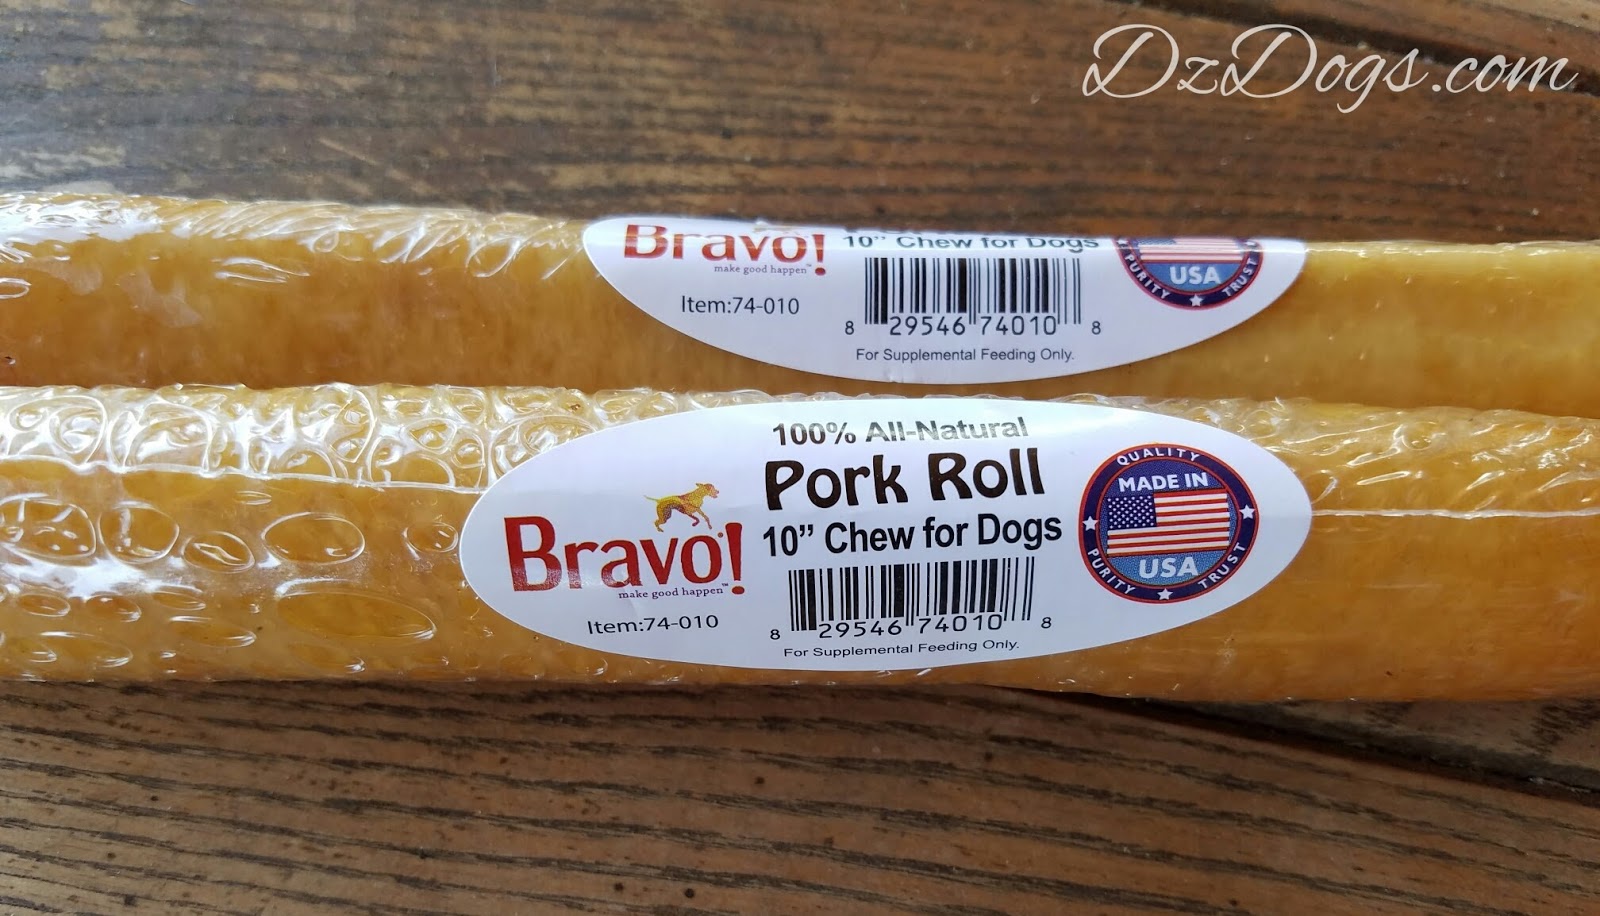 DzDogs.com
Bravo!
make good happen™
10” Chew for Dogs
Item:74-010
8 29546 74010 8
For Supplemental Feeding Only.
USA
PURITY ★ TRUST
100% All-Natural
Pork Roll
10” Chew for Dogs
Bravo!
make good happen™
Item:74-010
8 29546 74010 8
For Supplemental Feeding Only.
QUALITY
MADE IN
USA
PURITY ★ TRUST